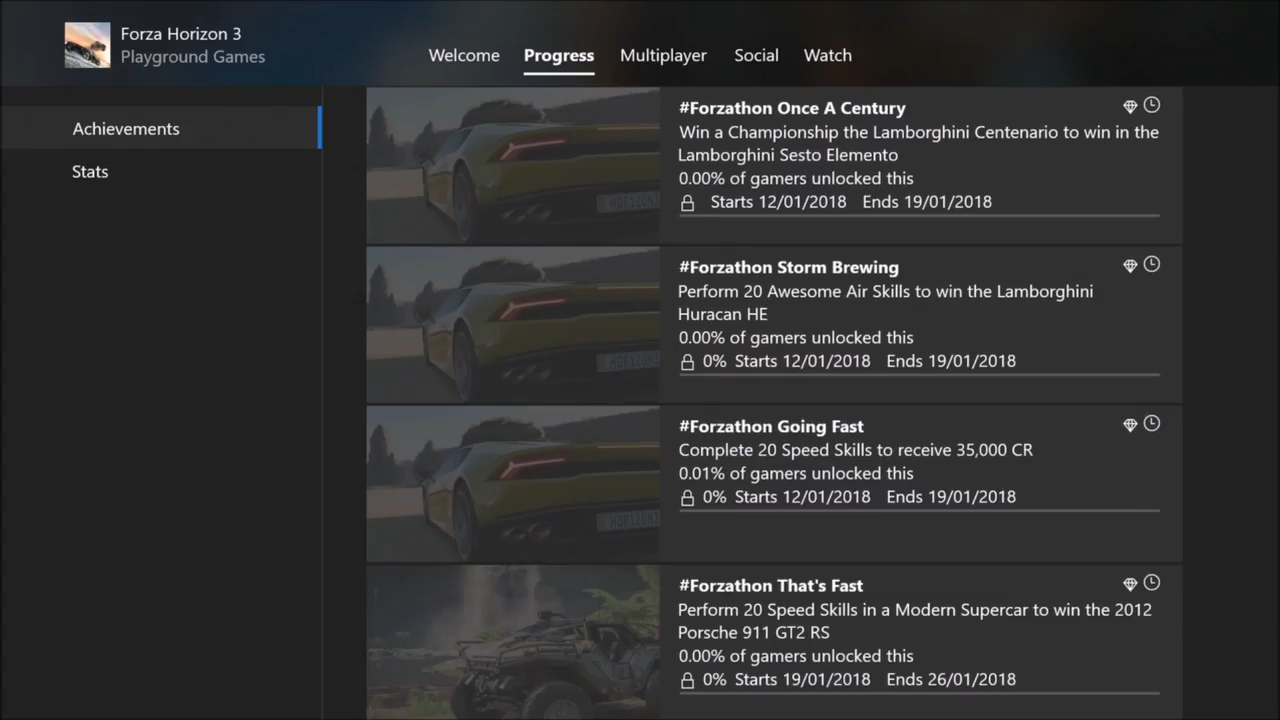 Forza Horizon 3
Playground Games
Welcome Progress Multiplayer Social Watch
Achievements
Stats
#Forzathon Once A Century
Win a Championship the Lamborghini Centenario to win in the
Lamborghini Sesto Elemento
0.00% of gamers unlocked this
Starts 12/01/2018 Ends 19/01/2018
#Forzathon Storm Brewing
Perform 20 Awesome Air Skills to win the Lamborghini
Huracan HE
0.00% of gamers unlocked this
0% Starts 12/01/2018 Ends 19/01/2018
#Forzathon Going Fast
Complete 20 Speed Skills to receive 35,000 CR
0.01% of gamers unlocked this
0% Starts 12/01/2018 Ends 19/01/2018
#Forzathon That's Fast
Perform 20 Speed Skills in a Modern Supercar to win the 2012
Porsche 911 GT2 RS
0.00% of gamers unlocked this
0% Starts 19/01/2018 Ends 26/01/2018